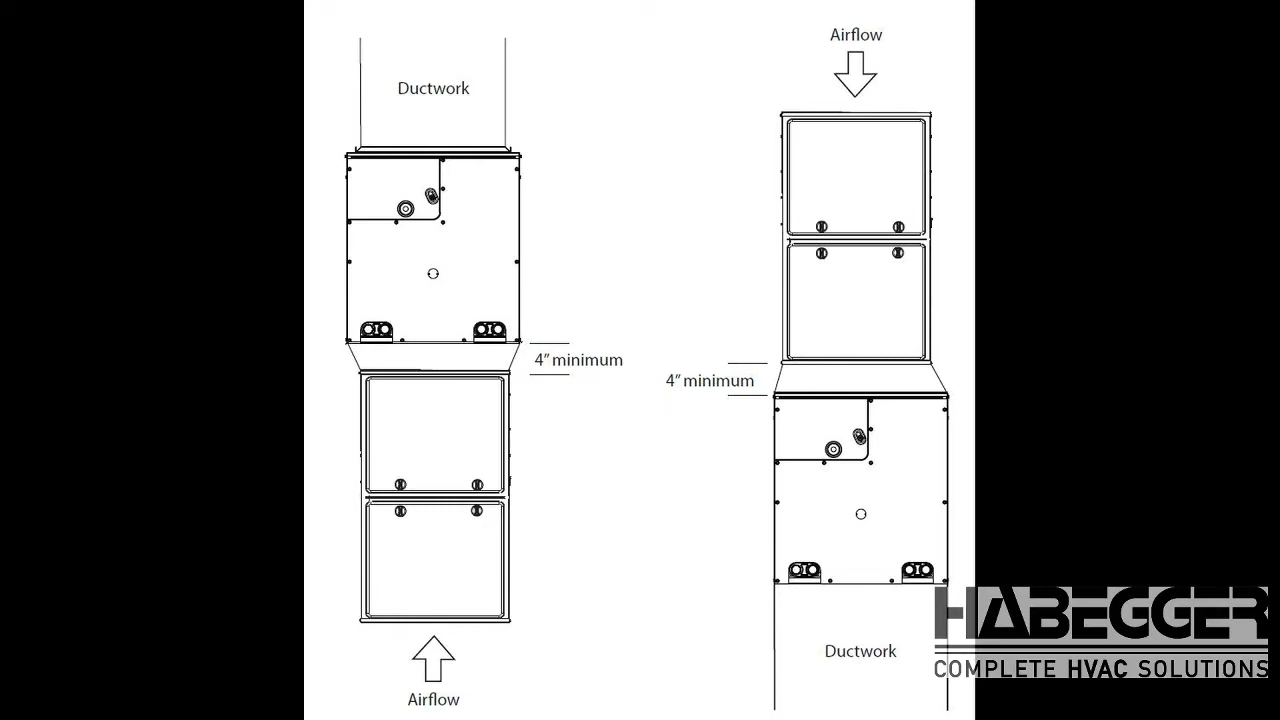 Ductwork
4” minimum
Airflow
Airflow
4” minimum
Ductwork
HABEGGER
COMPLETE HVAC SOLUTIONS